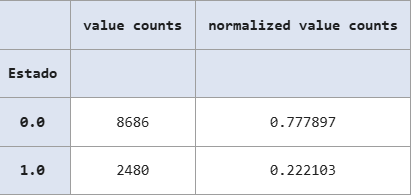 value counts normalized value counts
Estado
0.0 8686 0.777897
1.0 2480 0.222103